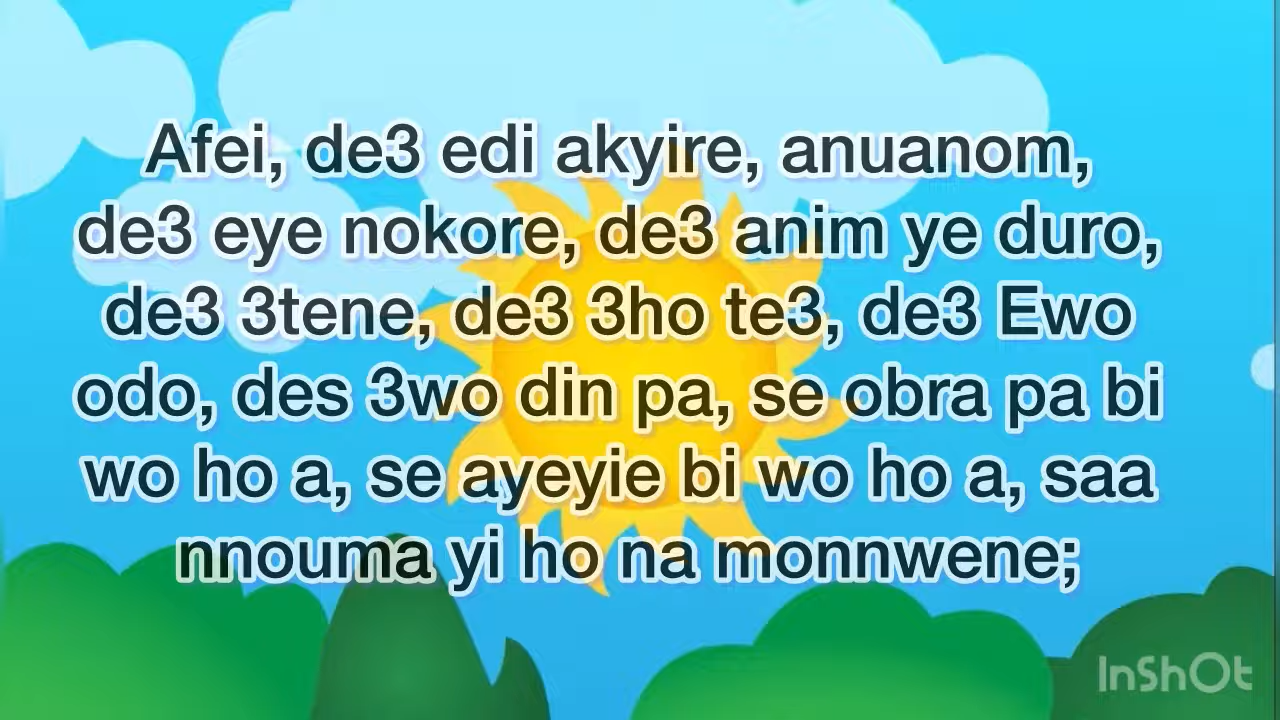 Afei, de3 edi akyire, anuanom,
de3 eye nokore, de3 anim ye duro,
de3 3tene, de3 3ho te3, de3 Ewo
odo, des 3wo din pa, se obra pa bi
wo ho a, se ayeyie bi wo ho a, saa
nnouma yi ho na monnwene;
InShOt